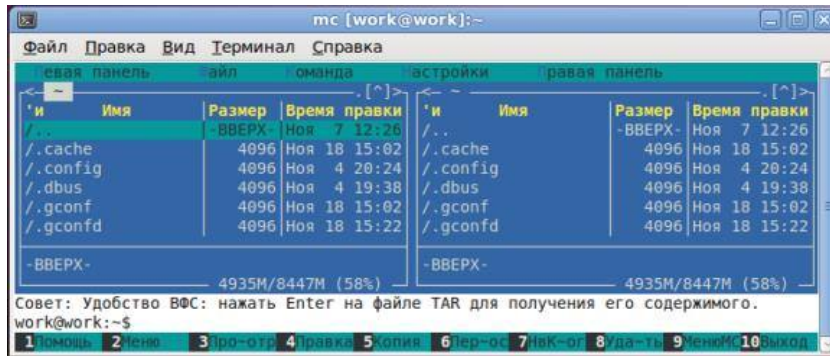 mc [work@work]:~
Файл Правка Вид Терминал Справка
Левая панель Файл Команда Настройки Правая панель
<— ~ .[^]> <— ~ .[^]>
'и Имя Размер Время правки 'и Имя Размер Время правки
/.. -ВВЕРХ- Ноя 7 12:26 /.. -ВВЕРХ- Ноя 7 12:26
/.cache 4096 Ноя 18 15:02 /.cache 4096 Ноя 18 15:02
/.config 4096 Ноя 4 20:24 /.config 4096 Ноя 4 20:24
/.dbus 4096 Ноя 4 19:38 /.dbus 4096 Ноя 4 19:38
/.gconf 4096 Ноя 18 15:02 /.gconf 4096 Ноя 18 15:02
/.gconfd 4096 Ноя 18 15:22 /.gconfd 4096 Ноя 18 15:22
-ВВЕРХ- -ВВЕРХ-
4935M/8447M (58%) 4935M/8447M (58%)
Совет: Удобство ВФС: нажать Enter на файле TAR для получения его содержимого.
work@work:~$
1Помощь 2Меню 3Про~отр 4Правка 5Копия 6Пер~ос 7НвК~ог 8Уда~ть 9МенюMC 10Выход